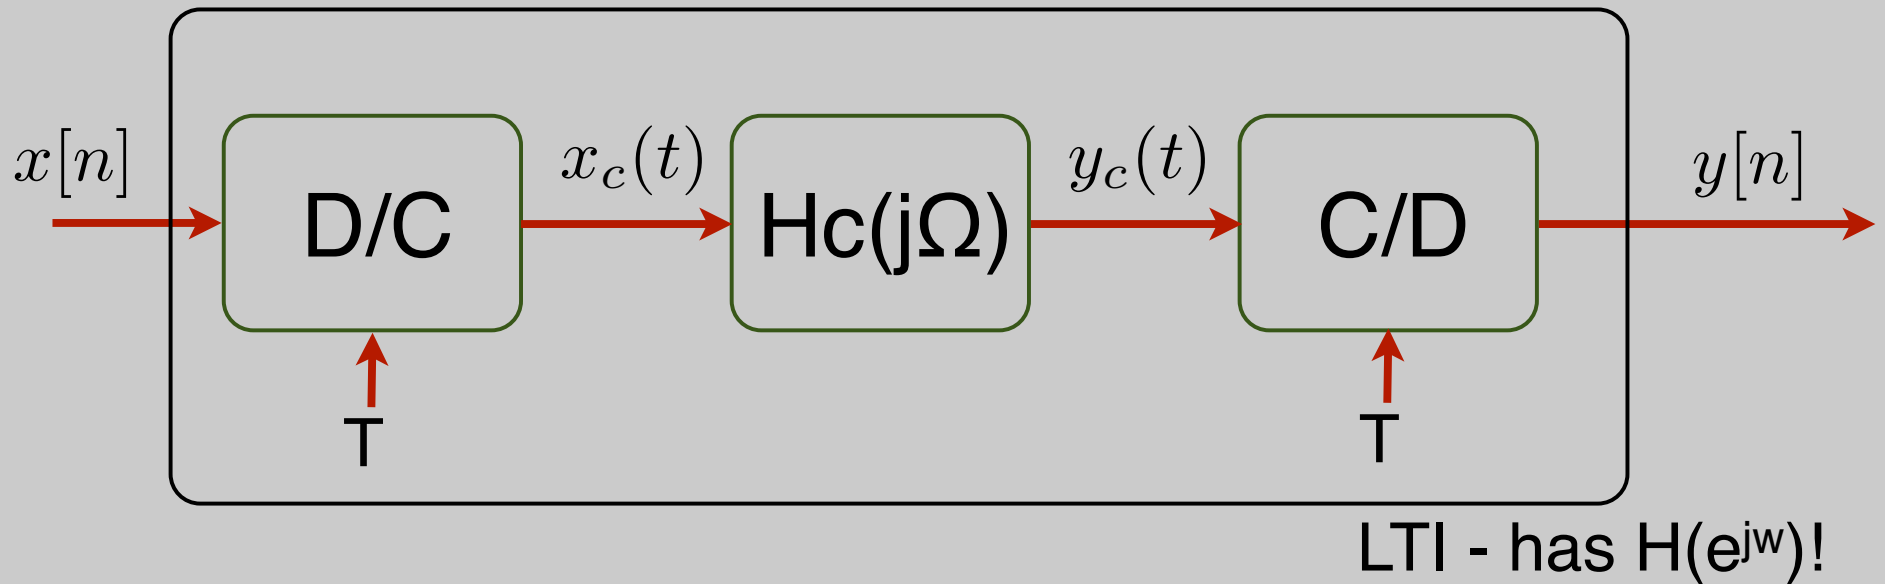 x[n]
D/C
x_c(t)
Hc(jΩ)
y_c(t)
C/D
y[n]
T
T
LTI - has H(e^{jw})!